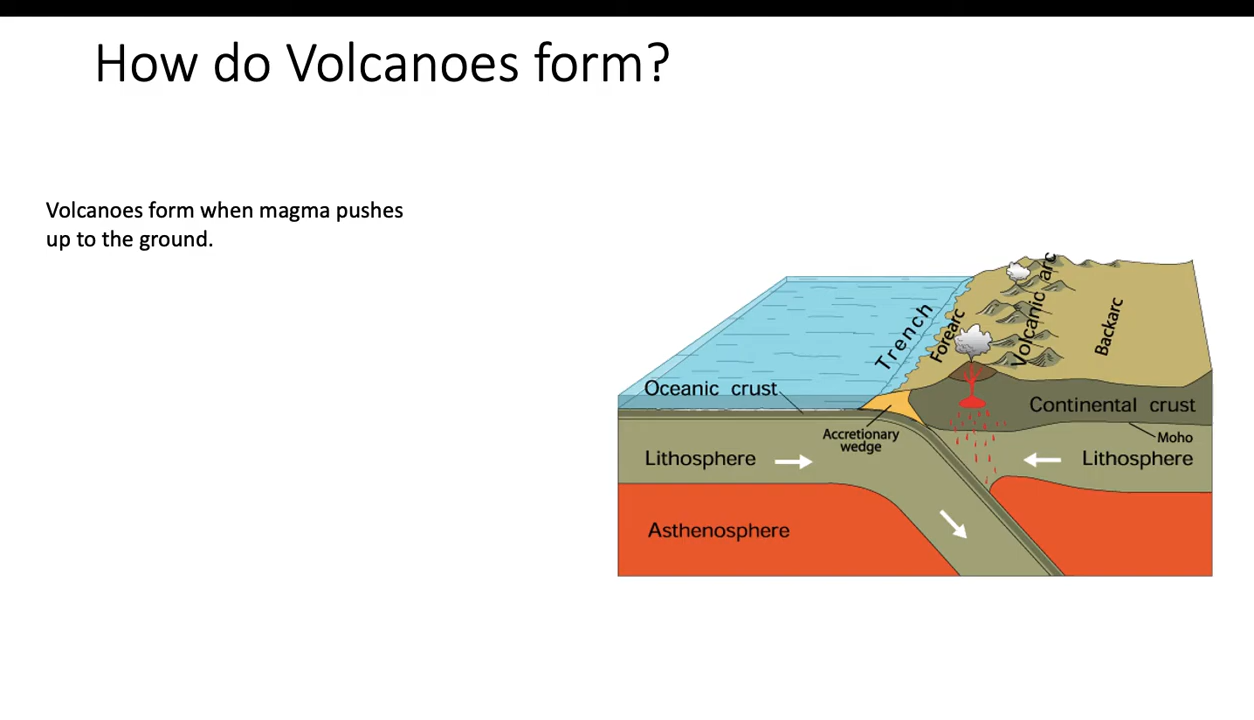 How do Volcanoes form?
Volcanoes form when magma pushes
up to the ground.
Trench
Forearc
Volcanic arc
Backarc
Oceanic crust
Continental crust
Accretionary
wedge
Moho
Lithosphere
Lithosphere
Asthenosphere